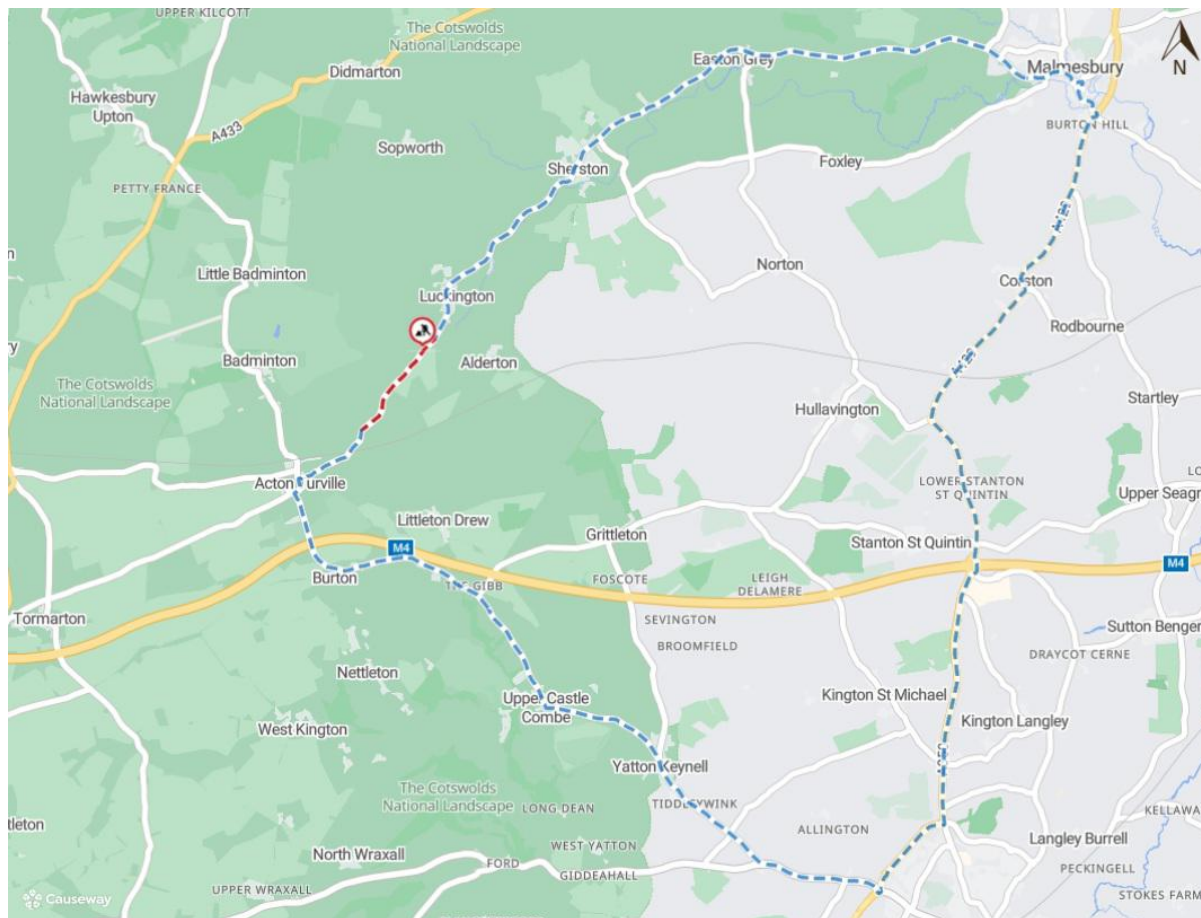 UPPER KILCOTT
The Cotswolds
National Landscape
Didmarton
Hawkesbury
Upton
A433
Sopworth
PETTY FRANCE
Easton Grey
Malmesbury
N
BURTON HILL
Foxley
Sherston
Norton
Little Badminton
Luckington
Corston
Rodbourne
Badminton
Alderton
The Cotswolds
National Landscape
Hullavington
Startley
Acton Turville
LOWER STANTON
ST QUINTIN
Upper Seagr
Littleton Drew
Grittleton
Stanton St Quintin
M4
M4
Burton
THE GIBB
FOSCOTE
LEIGH
DELAMERE
Tormarton
SEVINGTON
BROOMFIELD
Sutton Benger
DRAYCOT CERNE
Nettleton
Upper Castle
Combe
Kington St Michael
Kington Langley
West Kington
Yatton Keynell
The Cotswolds
National Landscape
LONG DEAN
TIDDLEYWINK
KELLAWA
ALLINGTON
Langley Burrell
North Wraxall
WEST YATTON
FORD
GIDDEAHALL
PECKINGELL
UPPER WRAXALL
STOKES FARM
Causeway